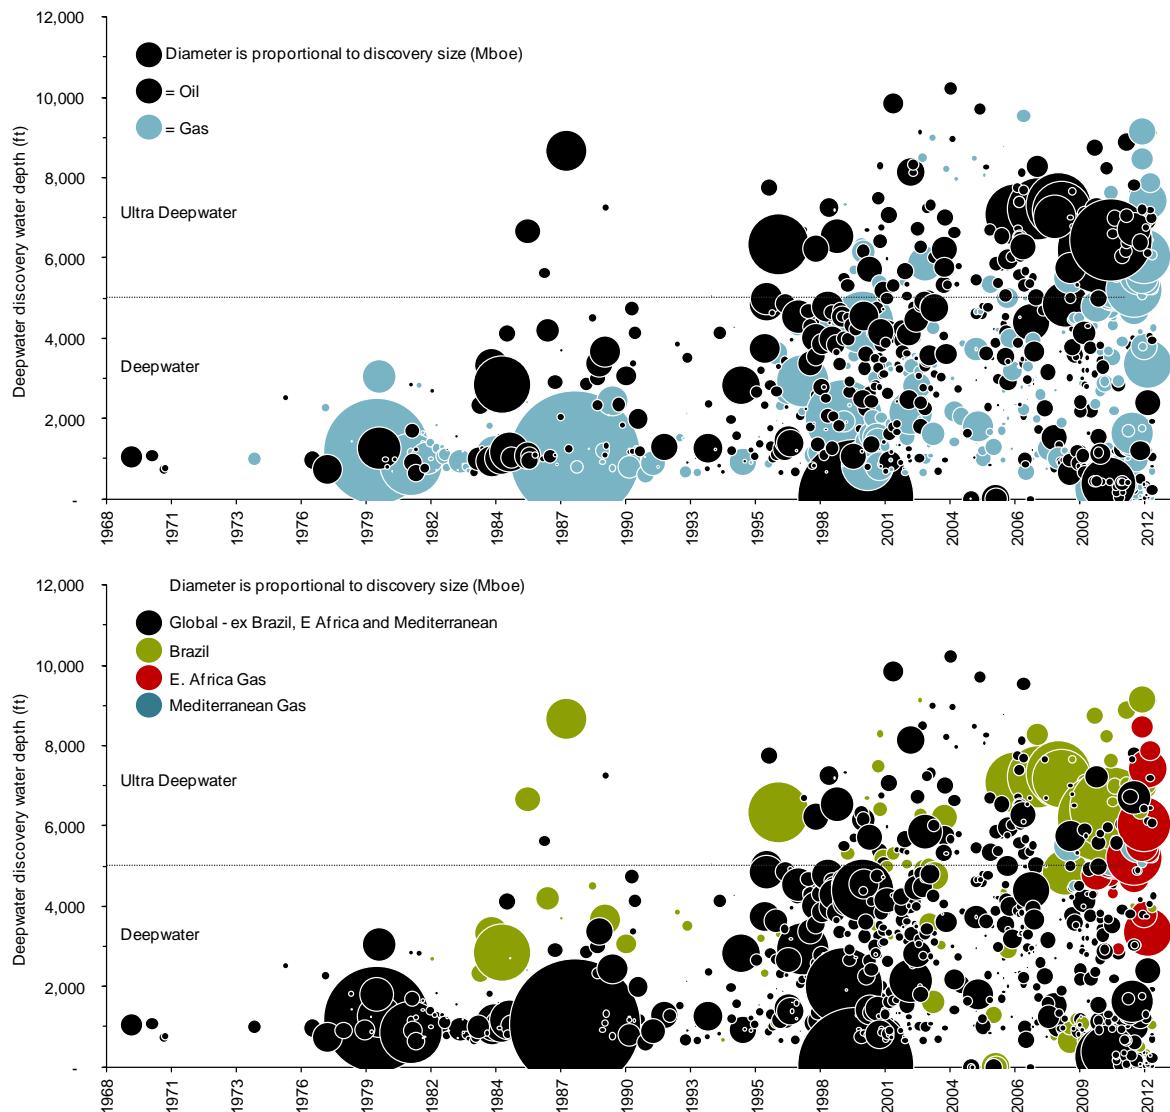 12,000
Diameter is proportional to discovery size (Mboe)
= Oil
10,000
= Gas
8,000
Ultra Deepwater
6,000
4,000
Deepwater
2,000
-
Deepwater discovery water depth (ft)
1968 1971 1973 1976 1979 1982 1984 1987 1990 1993 1995 1998 2001 2004 2006 2009 2012
Diameter is proportional to discovery size (Mboe)
12,000
Global - ex Brazil, E Africa and Mediterranean
Brazil
10,000
E. Africa Gas
Mediterranean Gas
8,000
Ultra Deepwater
6,000
4,000
Deepwater
2,000
-
Deepwater discovery water depth (ft)
1968 1971 1973 1976 1979 1982 1984 1987 1990 1993 1995 1998 2001 2004 2006 2009 2012